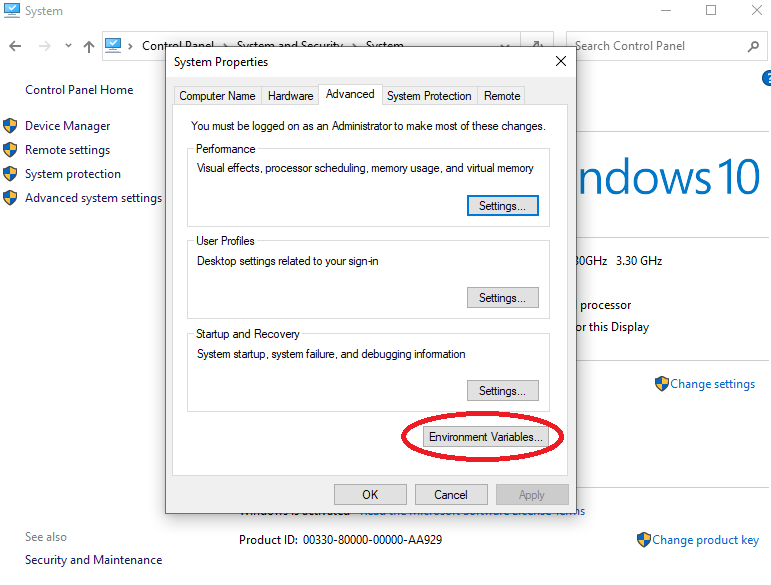 System
Control Panel System and Security System
Search Control Panel
System Properties
Computer Name Hardware Advanced System Protection Remote
You must be logged on as an Administrator to make most of these changes.
Performance
Visual effects, processor scheduling, memory usage, and virtual memory
Settings...
User Profiles
Desktop settings related to your sign-in
Settings...
Startup and Recovery
System startup, system failure, and debugging information
Settings...
Environment Variables...
OK Cancel Apply
Control Panel Home
Device Manager
Remote settings
System protection
Advanced system settings
ndows 10
30GHz 3.30 GHz
processor
or this Display
Change settings
Windows is activated Read the Microsoft Software License Terms
Product ID: 00330-80000-00000-AA929
Change product key
See also
Security and Maintenance